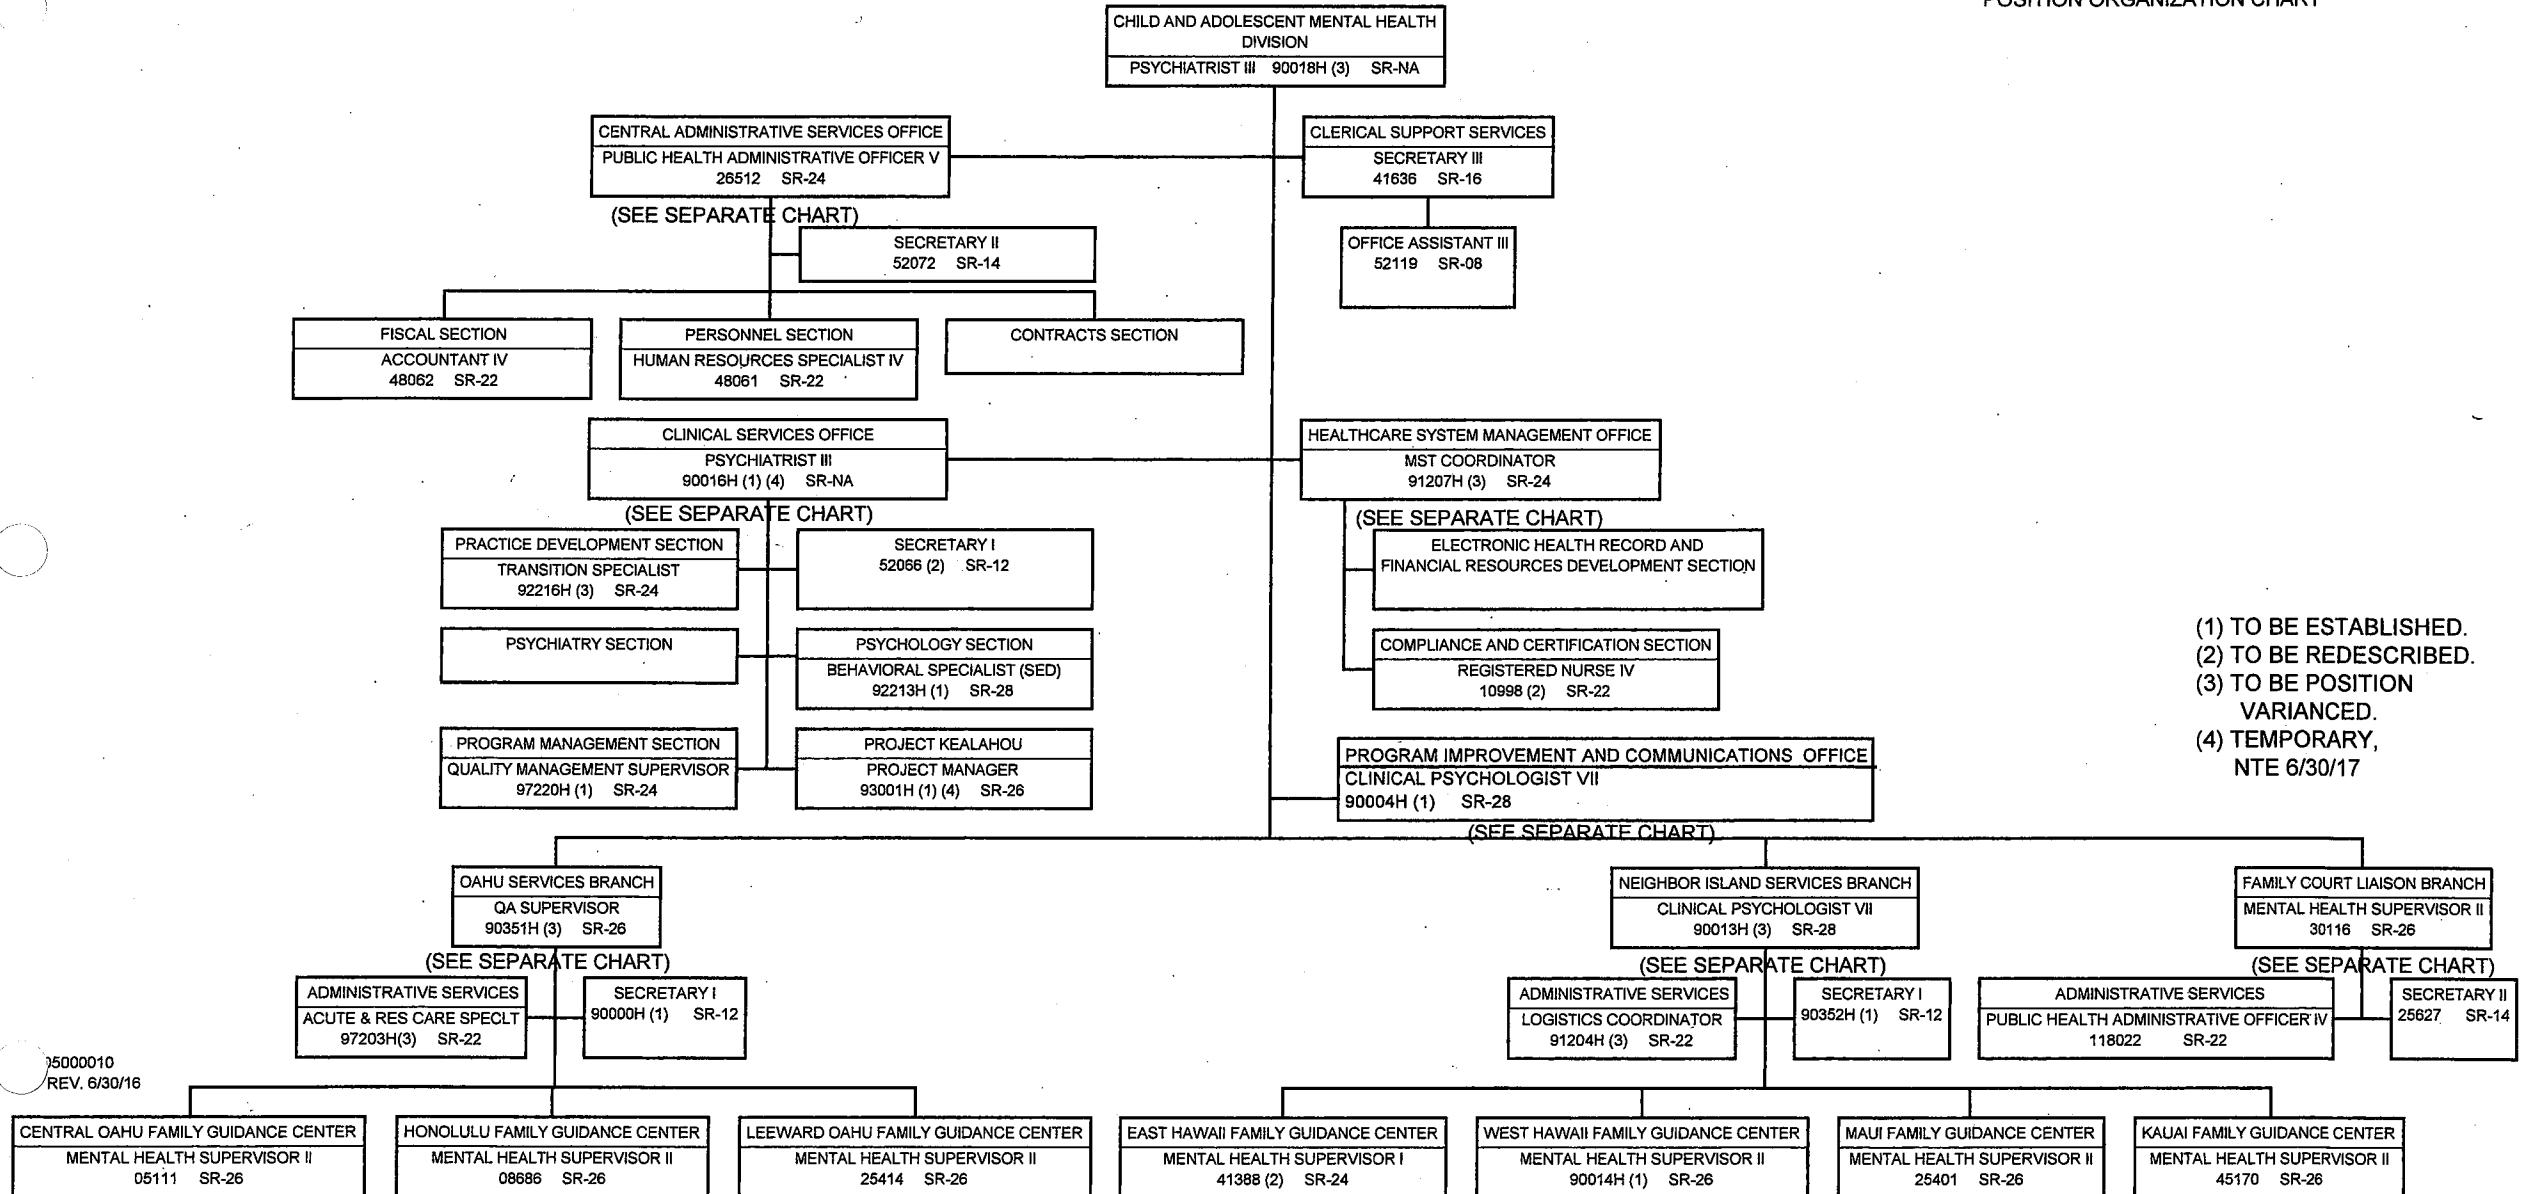 POSITION ORGANIZATION CHART
CHILD AND ADOLESCENT MENTAL HEALTH
DIVISION
PSYCHIATRIST III 90018H (3) SR-NA
CENTRAL ADMINISTRATIVE SERVICES OFFICE
PUBLIC HEALTH ADMINISTRATIVE OFFICER V
26512 SR-24
(SEE SEPARATE CHART)
CLERICAL SUPPORT SERVICES
SECRETARY III
41636 SR-16
SECRETARY II
52072 SR-14
OFFICE ASSISTANT III
52119 SR-08
FISCAL SECTION
ACCOUNTANT IV
48062 SR-22
PERSONNEL SECTION
HUMAN RESOURCES SPECIALIST IV
48061 SR-22
CONTRACTS SECTION
CLINICAL SERVICES OFFICE
PSYCHIATRIST III
90016H (1) (4) SR-NA
(SEE SEPARATE CHART)
HEALTHCARE SYSTEM MANAGEMENT OFFICE
MST COORDINATOR
91207H (3) SR-24
(SEE SEPARATE CHART)
PRACTICE DEVELOPMENT SECTION
TRANSITION SPECIALIST
92216H (3) SR-24
SECRETARY I
52066 (2) SR-12
ELECTRONIC HEALTH RECORD AND
FINANCIAL RESOURCES DEVELOPMENT SECTION
PSYCHIATRY SECTION
PSYCHOLOGY SECTION
BEHAVIORAL SPECIALIST (SED)
92213H (1) SR-28
COMPLIANCE AND CERTIFICATION SECTION
REGISTERED NURSE IV
10998 (2) SR-22
(1) TO BE ESTABLISHED.
(2) TO BE REDESCRIBED.
(3) TO BE POSITION
VARIANCED.
(4) TEMPORARY,
NTE 6/30/17
PROGRAM MANAGEMENT SECTION
QUALITY MANAGEMENT SUPERVISOR
97220H (1) SR-24
PROJECT KEALAHOU
PROJECT MANAGER
93001H (1) (4) SR-26
PROGRAM IMPROVEMENT AND COMMUNICATIONS OFFICE
CLINICAL PSYCHOLOGIST VII
90004H (1) SR-28
(SEE SEPARATE CHART)
OAHU SERVICES BRANCH
QA SUPERVISOR
90351H (3) SR-26
(SEE SEPARATE CHART)
NEIGHBOR ISLAND SERVICES BRANCH
CLINICAL PSYCHOLOGIST VII
90013H (3) SR-28
(SEE SEPARATE CHART)
FAMILY COURT LIAISON BRANCH
MENTAL HEALTH SUPERVISOR II
30116 SR-26
(SEE SEPARATE CHART)
ADMINISTRATIVE SERVICES
ACUTE & RES CARE SPECLT
97203H(3) SR-22
SECRETARY I
90000H (1) SR-12
ADMINISTRATIVE SERVICES
LOGISTICS COORDINATOR
91204H (3) SR-22
SECRETARY I
90352H (1) SR-12
ADMINISTRATIVE SERVICES
PUBLIC HEALTH ADMINISTRATIVE OFFICER IV
118022 SR-22
SECRETARY II
25627 SR-14
05000010
REV. 6/30/16
CENTRAL OAHU FAMILY GUIDANCE CENTER
MENTAL HEALTH SUPERVISOR II
05111 SR-26
HONOLULU FAMILY GUIDANCE CENTER
MENTAL HEALTH SUPERVISOR II
08686 SR-26
LEEWARD OAHU FAMILY GUIDANCE CENTER
MENTAL HEALTH SUPERVISOR II
25414 SR-26
EAST HAWAII FAMILY GUIDANCE CENTER
MENTAL HEALTH SUPERVISOR I
41388 (2) SR-24
WEST HAWAII FAMILY GUIDANCE CENTER
MENTAL HEALTH SUPERVISOR II
90014H (1) SR-26
MAUI FAMILY GUIDANCE CENTER
MENTAL HEALTH SUPERVISOR II
25401 SR-26
KAUAI FAMILY GUIDANCE CENTER
MENTAL HEALTH SUPERVISOR II
45170 SR-26